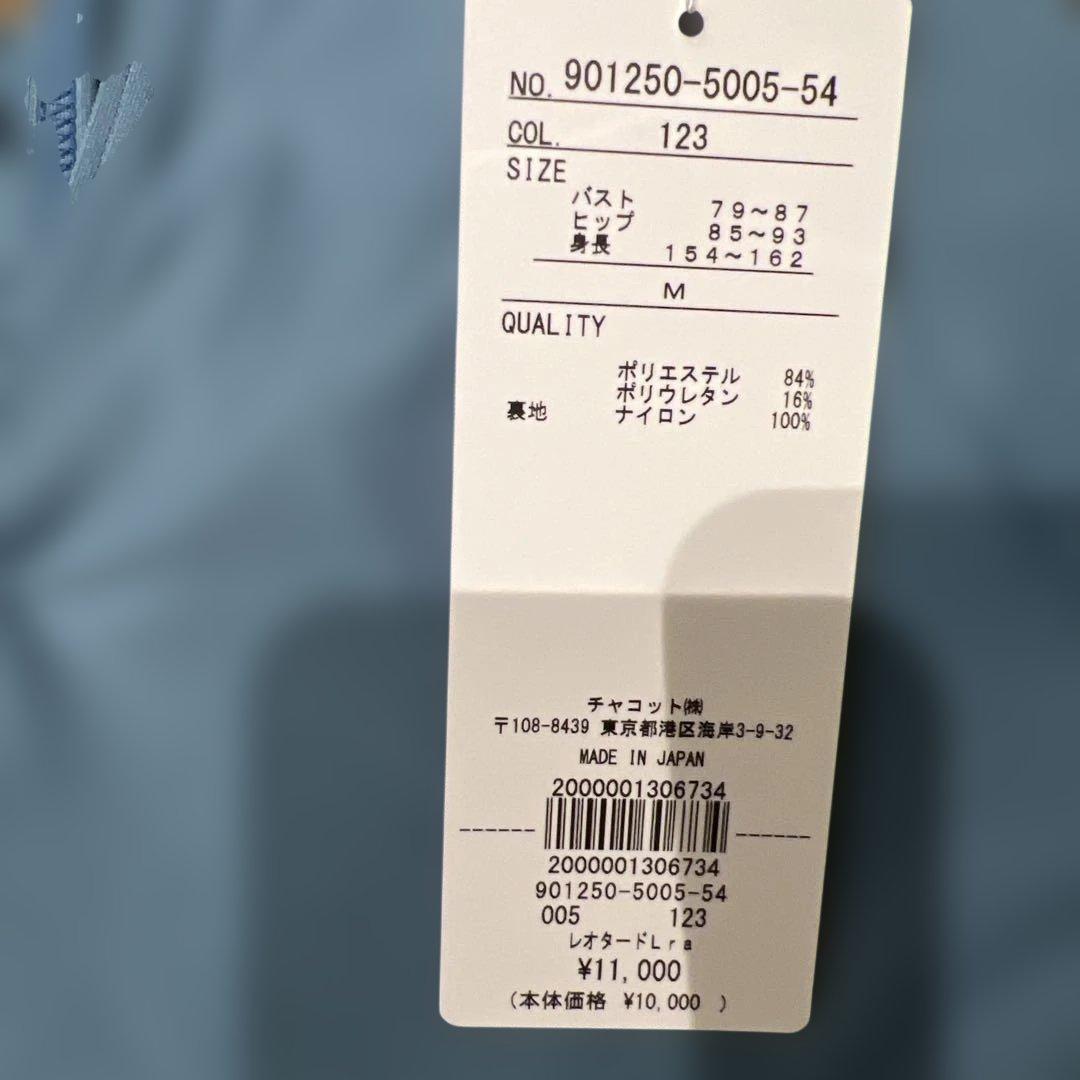 NO. 901250-5005-54
COL. 123
SIZE
バスト 79~87
ヒップ 85~93
身長 154~162
M
QUALITY
ポリエステル 84%
ポリウレタン 16%
裏地 ナイロン 100%
チャコット㈱
〒108-8439 東京都港区海岸3-9-32
MADE IN JAPAN
2000001306734
2000001306734
901250-5005-54
005 123
レオタードLra
¥11,000
(本体価格 ¥10,000 )